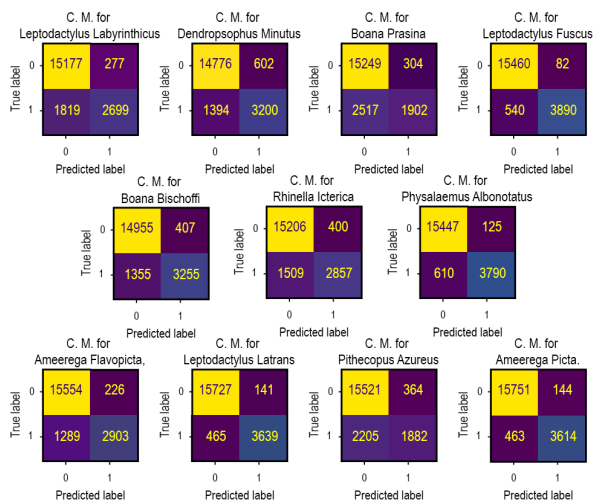 C. M. for
Leptodactylus Labyrinthicus
True label
0
15177 277
1
1819 2699
0 1
Predicted label
C. M. for
Dendropsophus Minutus
True label
0
14776 602
1
1394 3200
0 1
Predicted label
C. M. for
Boana Prasina
True label
0
15249 304
1
2517 1902
0 1
Predicted label
C. M. for
Leptodactylus Fuscus
True label
0
15460 82
1
540 3890
0 1
Predicted label
C. M. for
Boana Bischoffi
True label
0
14955 407
1
1355 3255
0 1
Predicted label
C. M. for
Rhinella Icterica
True label
0
15206 400
1
1509 2857
0 1
Predicted label
C. M. for
Physalaemus Albonotatus
True label
0
15447 125
1
610 3790
0 1
Predicted label
C. M. for
Ameerega Flavopicta,
True label
0
15554 226
1
1289 2903
0 1
Predicted label
C. M. for
Leptodactylus Latrans
True label
0
15727 141
1
465 3639
0 1
Predicted label
C. M. for
Pithecopus Azureus
True label
0
15521 364
1
2205 1882
0 1
Predicted label
C. M. for
Ameerega Picta.
True label
0
15751 144
1
463 3614
0 1
Predicted label